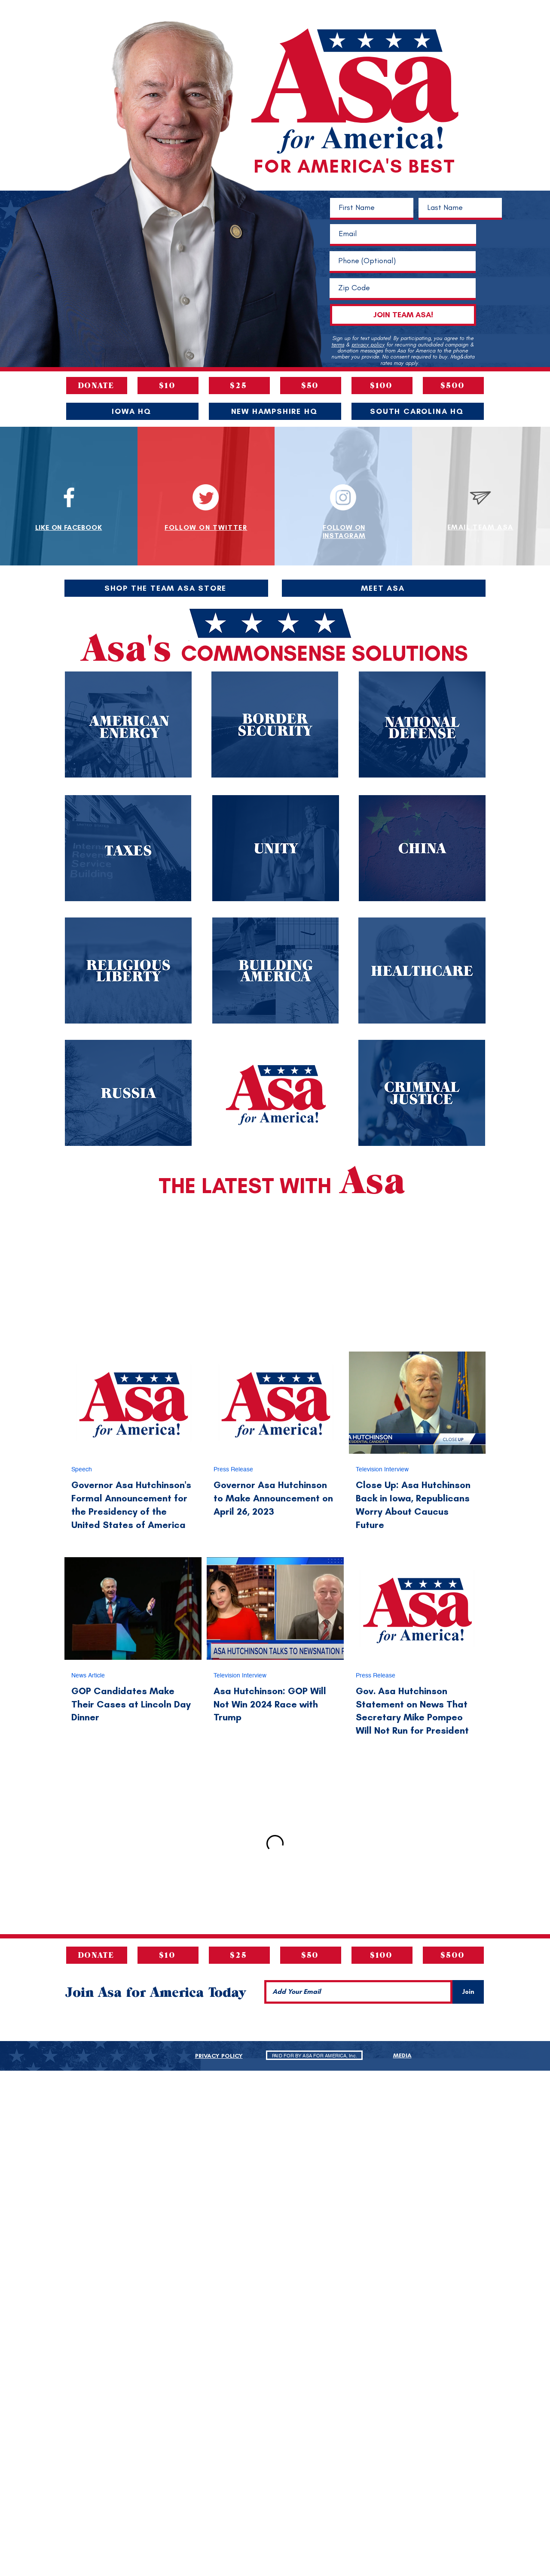 Asa
for America!
FOR AMERICA'S BEST
First Name
Last Name
Email
Phone (Optional)
Zip Code
JOIN TEAM ASA!
Sign up for text updates! By participating, you agree to the
terms & privacy policy for recurring autodialed campaign &
donation messages from Asa for America to the phone
number you provide. No consent required to buy. Msg&data
rates may apply.
DONATE
$10
$25
$50
$100
$500
IOWA HQ
NEW HAMPSHIRE HQ
SOUTH CAROLINA HQ
LIKE ON FACEBOOK
FOLLOW ON TWITTER
FOLLOW ON
INSTAGRAM
EMAIL TEAM ASA
SHOP THE TEAM ASA STORE
MEET ASA
Asa's COMMONSENSE SOLUTIONS
AMERICAN
ENERGY
BORDER
SECURITY
NATIONAL
DEFENSE
Internal
Revenue
Service
Building
TAXES
UNITY
CHINA
RELIGIOUS
LIBERTY
BUILDING
AMERICA
HEALTHCARE
RUSSIA
Asa
for America!
CRIMINAL
JUSTICE
THE LATEST WITH Asa
Asa
for America!
Speech
Governor Asa Hutchinson's
Formal Announcement for
the Presidency of the
United States of America
Asa
for America!
Press Release
Governor Asa Hutchinson
to Make Announcement on
April 26, 2023
A HUTCHINSON
CLOSE UP
Television Interview
Close Up: Asa Hutchinson
Back in Iowa, Republicans
Worry About Caucus
Future
News Article
GOP Candidates Make
Their Cases at Lincoln Day
Dinner
ASA HUTCHINSON TALKS TO NEWSNATION
Television Interview
Asa Hutchinson: GOP Will
Not Win 2024 Race with
Trump
Asa
for America!
Press Release
Gov. Asa Hutchinson
Statement on News That
Secretary Mike Pompeo
Will Not Run for President
DONATE
$10
$25
$50
$100
$500
Join Asa for America Today
Add Your Email
Join
PRIVACY POLICY
PAID FOR BY ASA FOR AMERICA, Inc.
MEDIA